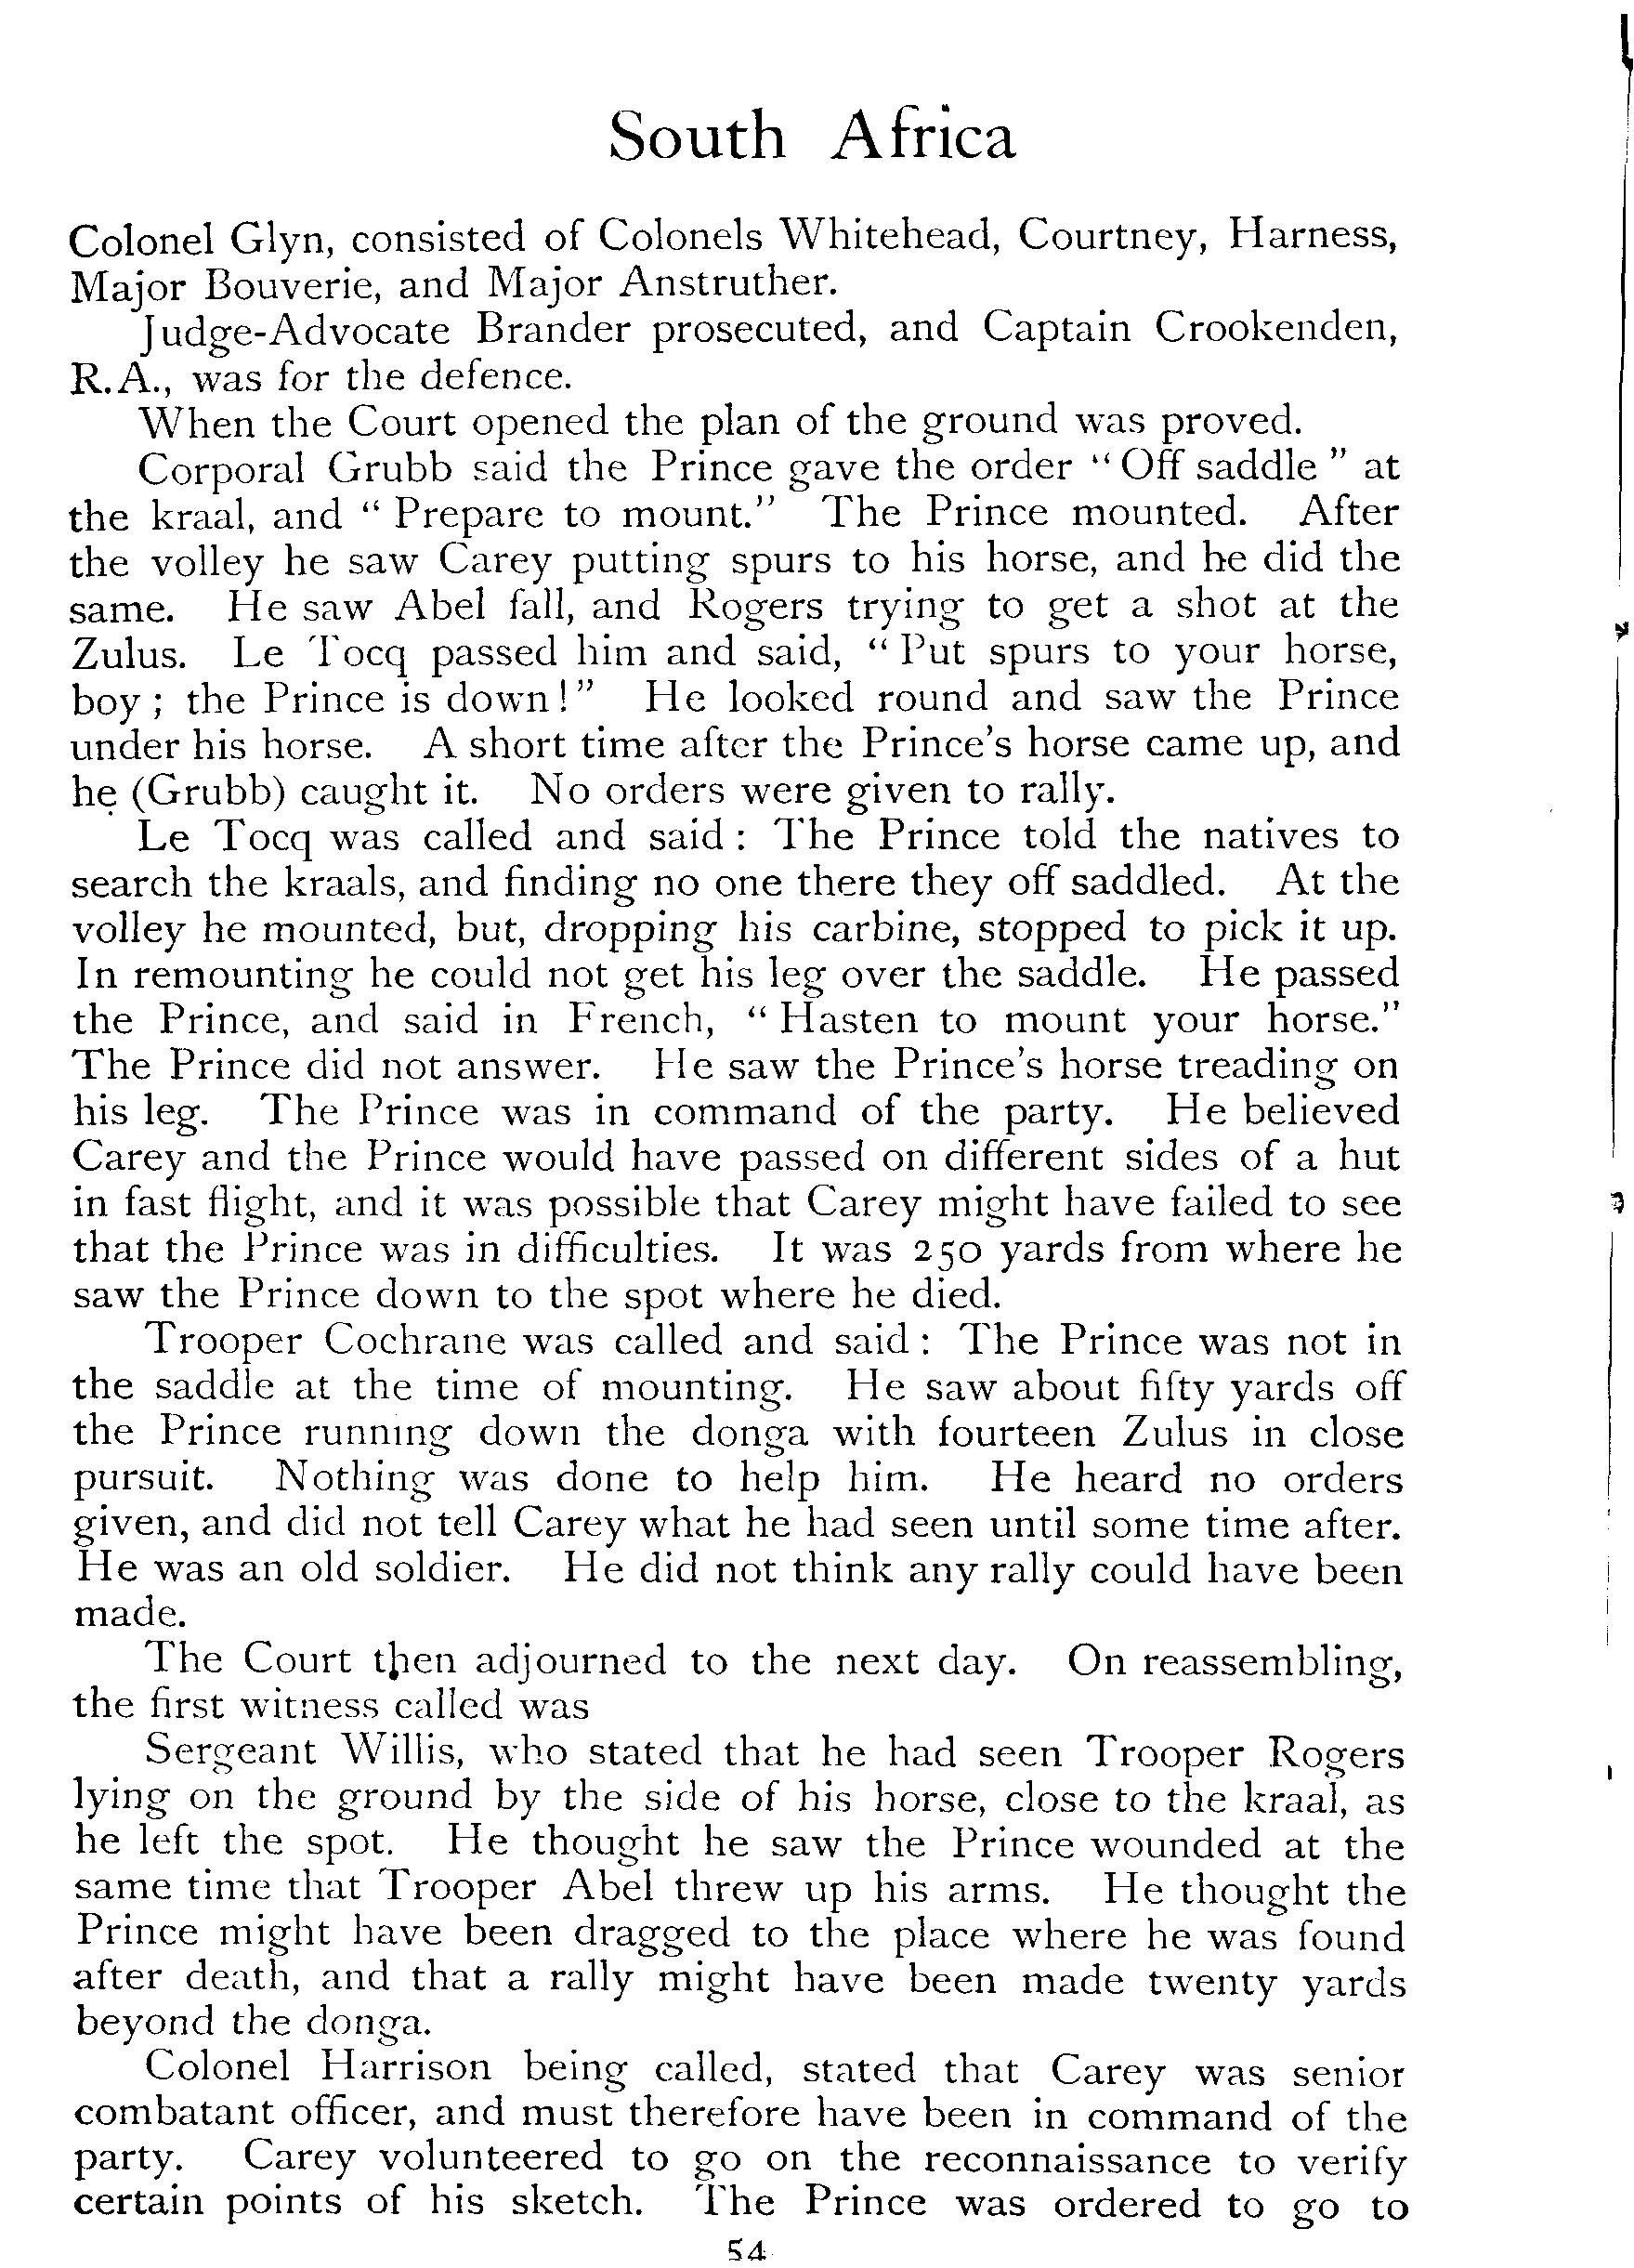 South Africa
Colonel Glyn, consisted of Colonels Whitehead, Courtney, Harness,
Major Bouverie, and Major Anstruther.
Judge-Advocate Brander prosecuted, and Captain Crookenden,
R.A., was for the defence.
When the Court opened the plan of the ground was proved.
Corporal Grubb said the Prince gave the order “ Off saddle ” at
the kraal, and “ Prepare to mount.” The Prince mounted. After
the volley he saw Carey putting spurs to his horse, and he did the
same. He saw Abel fall, and Rogers trying to get a shot at the
Zulus. Le Tocq passed him and said, “ Put spurs to your horse,
boy ; the Prince is down ! ” He looked round and saw the Prince
under his horse. A short time after the Prince's horse came up, and
he (Grubb) caught it. No orders were given to rally.
Le Tocq was called and said : The Prince told the natives to
search the kraals, and finding no one there they off saddled. At the
volley he mounted, but, dropping his carbine, stopped to pick it up.
In remounting he could not get his leg over the saddle. He passed
the Prince, and said in French, “ Hasten to mount your horse.”
The Prince did not answer. He saw the Prince's horse treading on
his leg. The Prince was in command of the party. He believed
Carey and the Prince would have passed on different sides of a hut
in fast flight, and it was possible that Carey might have failed to see
that the Prince was in difficulties. It was 250 yards from where he
saw the Prince down to the spot where he died.
Trooper Cochrane was called and said : The Prince was not in
the saddle at the time of mounting. He saw about fifty yards off
the Prince running down the donga with fourteen Zulus in close
pursuit. Nothing was done to help him. He heard no orders
given, and did not tell Carey what he had seen until some time after.
He was an old soldier. He did not think any rally could have been
made.
The Court then adjourned to the next day. On reassembling,
the first witness called was
Sergeant Willis, who stated that he had seen Trooper Rogers
lying on the ground by the side of his horse, close to the kraal, as
he left the spot. He thought he saw the Prince wounded at the
same time that Trooper Abel threw up his arms. He thought the
Prince might have been dragged to the place where he was found
after death, and that a rally might have been made twenty yards
beyond the donga.
Colonel Harrison being called, stated that Carey was senior
combatant officer, and must therefore have been in command of the
party. Carey volunteered to go on the reconnaissance to verify
certain points of his sketch. The Prince was ordered to go to
54